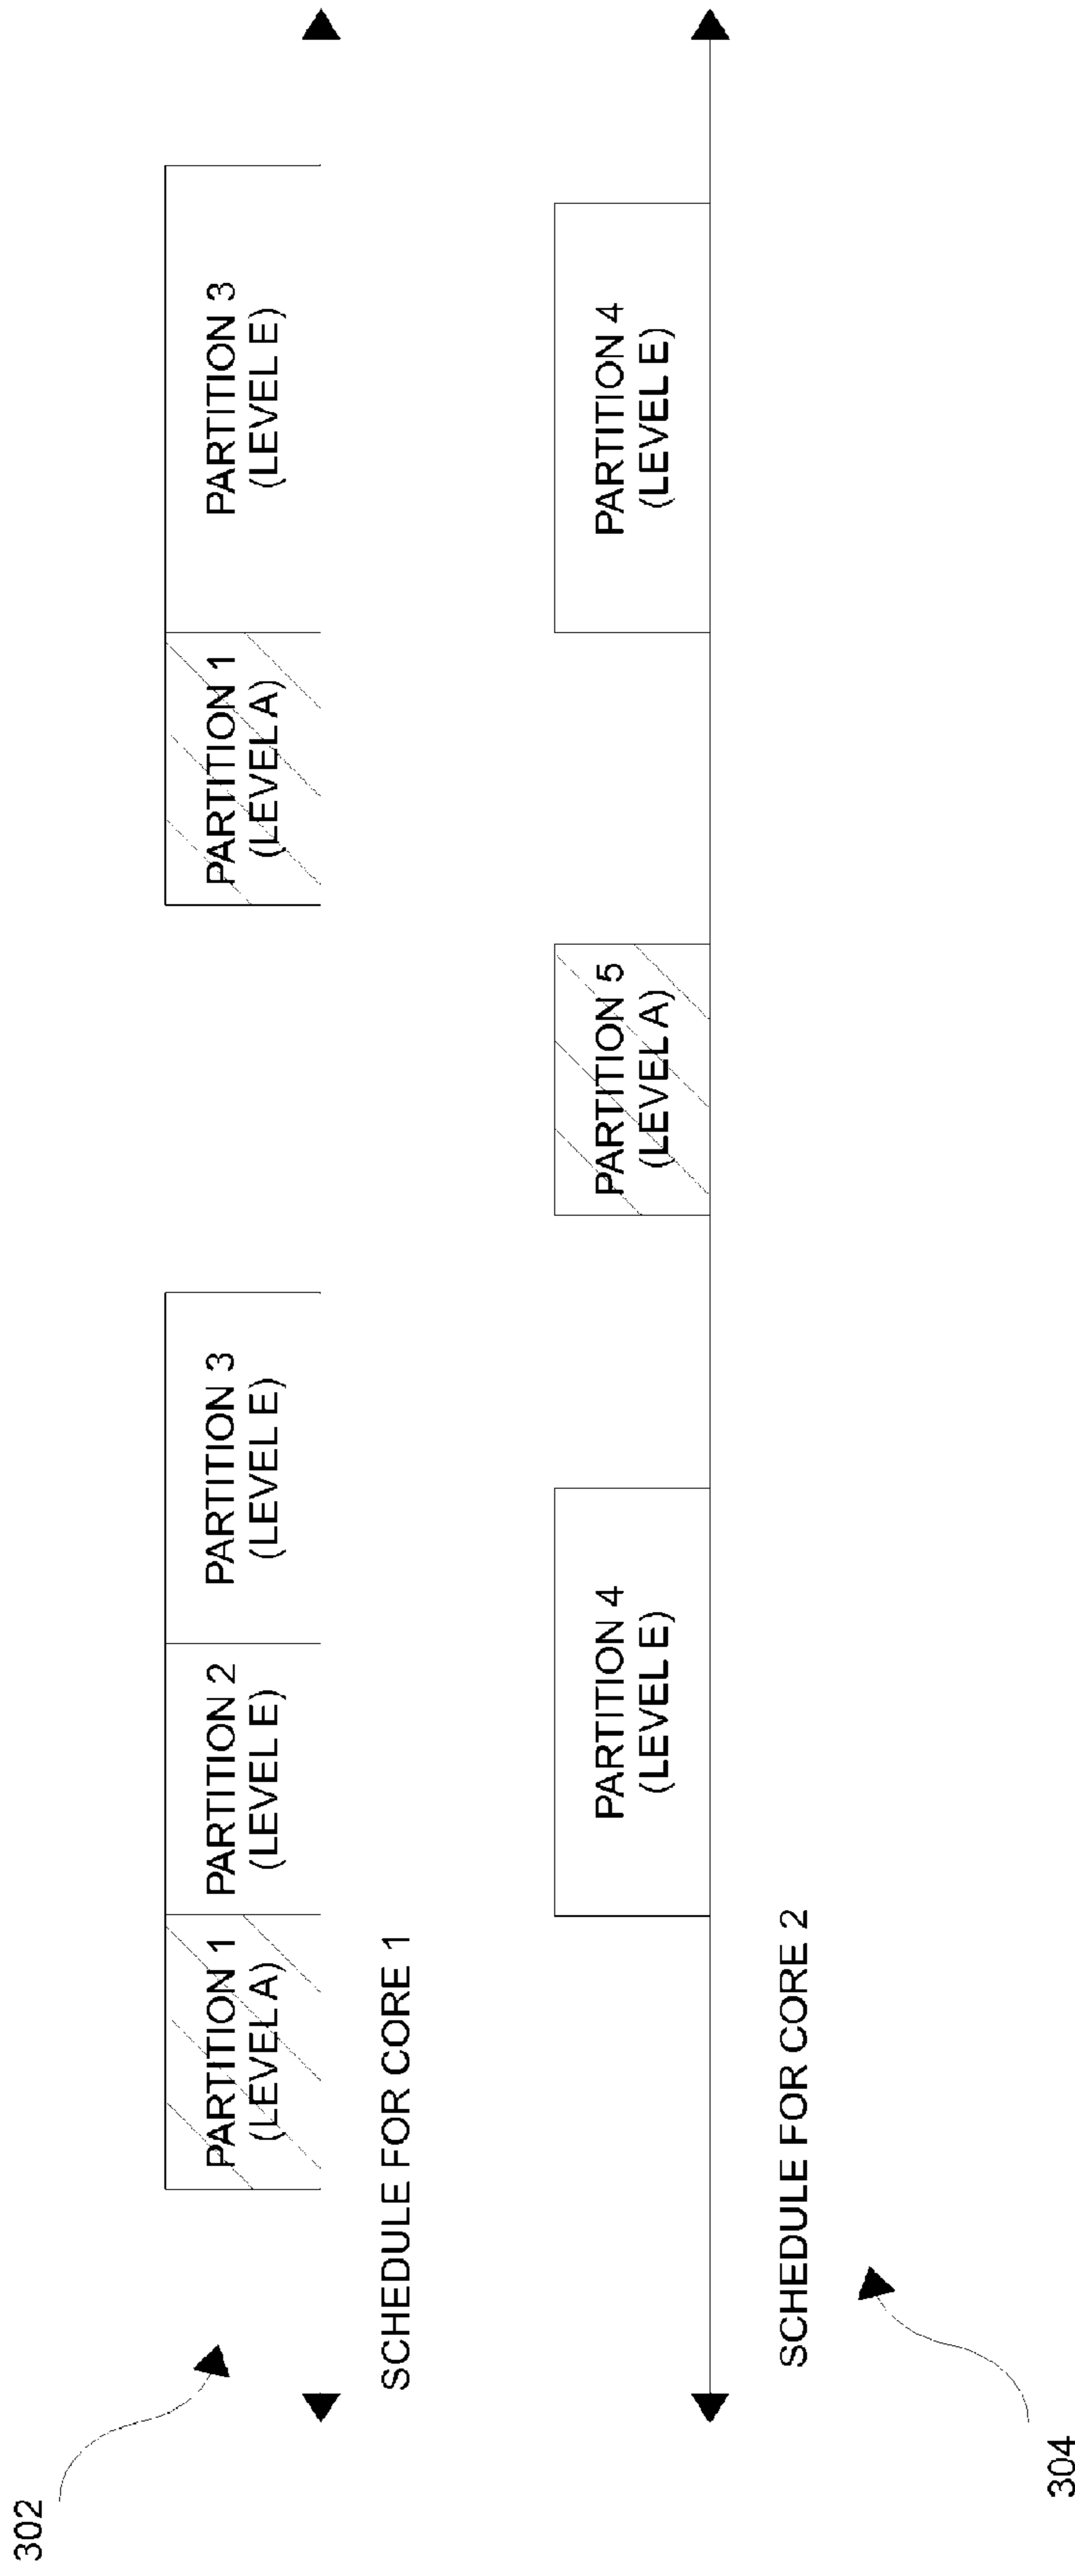 302
PARTITION 1
(LEVEL A)
PARTITION 2
(LEVEL E)
PARTITION 3
(LEVEL E)
PARTITION 1
(LEVEL A)
PARTITION 3
(LEVEL E)
SCHEDULE FOR CORE 1
PARTITION 4
(LEVEL E)
PARTITION 5
(LEVEL A)
PARTITION 4
(LEVEL E)
SCHEDULE FOR CORE 2
304